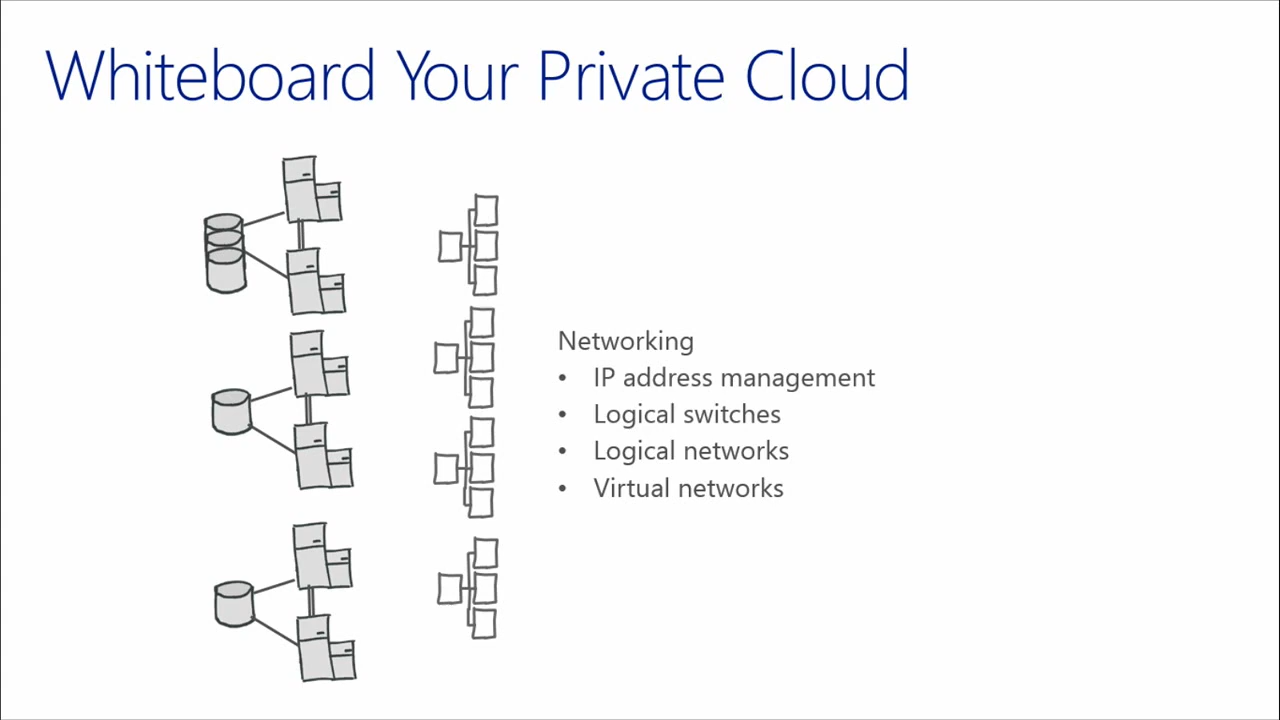 Whiteboard Your Private Cloud
Networking
• IP address management
• Logical switches
• Logical networks
• Virtual networks